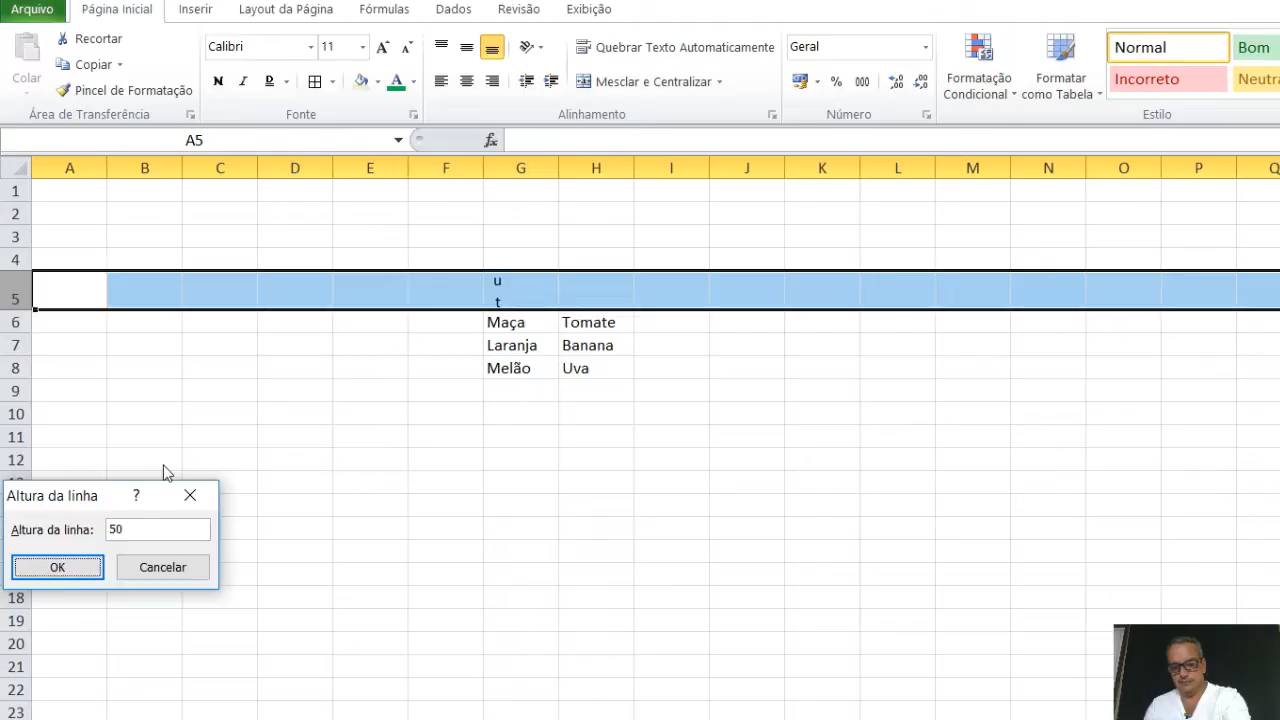 Arquivo Página Inicial Inserir Layout da Página Fórmulas Dados Revisão Exibição
Colar
Recortar
Copiar
Pincel de Formatação
Área de Transferência
Calibri 11
N I D A
Fonte
Quebrar Texto Automaticamente
Mesclar e Centralizar
Alinhamento
Geral
% 000
Número
Formatação Condicional
Formatar como Tabela
Normal Bom
Incorreto Neutra
Estilo
A5 fx
A B C D E F G H I J K L M N O P Q
1
2
3
4
5 u
t
6 Maça Tomate
7 Laranja Banana
8 Melão Uva
9
10
11
12
Altura da linha ?
Altura da linha: 50
OK Cancelar
18
19
20
21
22
23